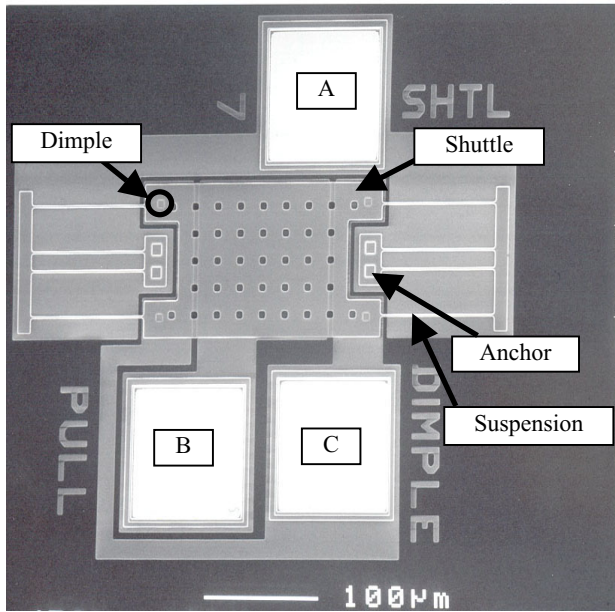 A
SHTL
Dimple
Shuttle
Anchor
Suspension
PULL
DIMPLE
B
C
100µm